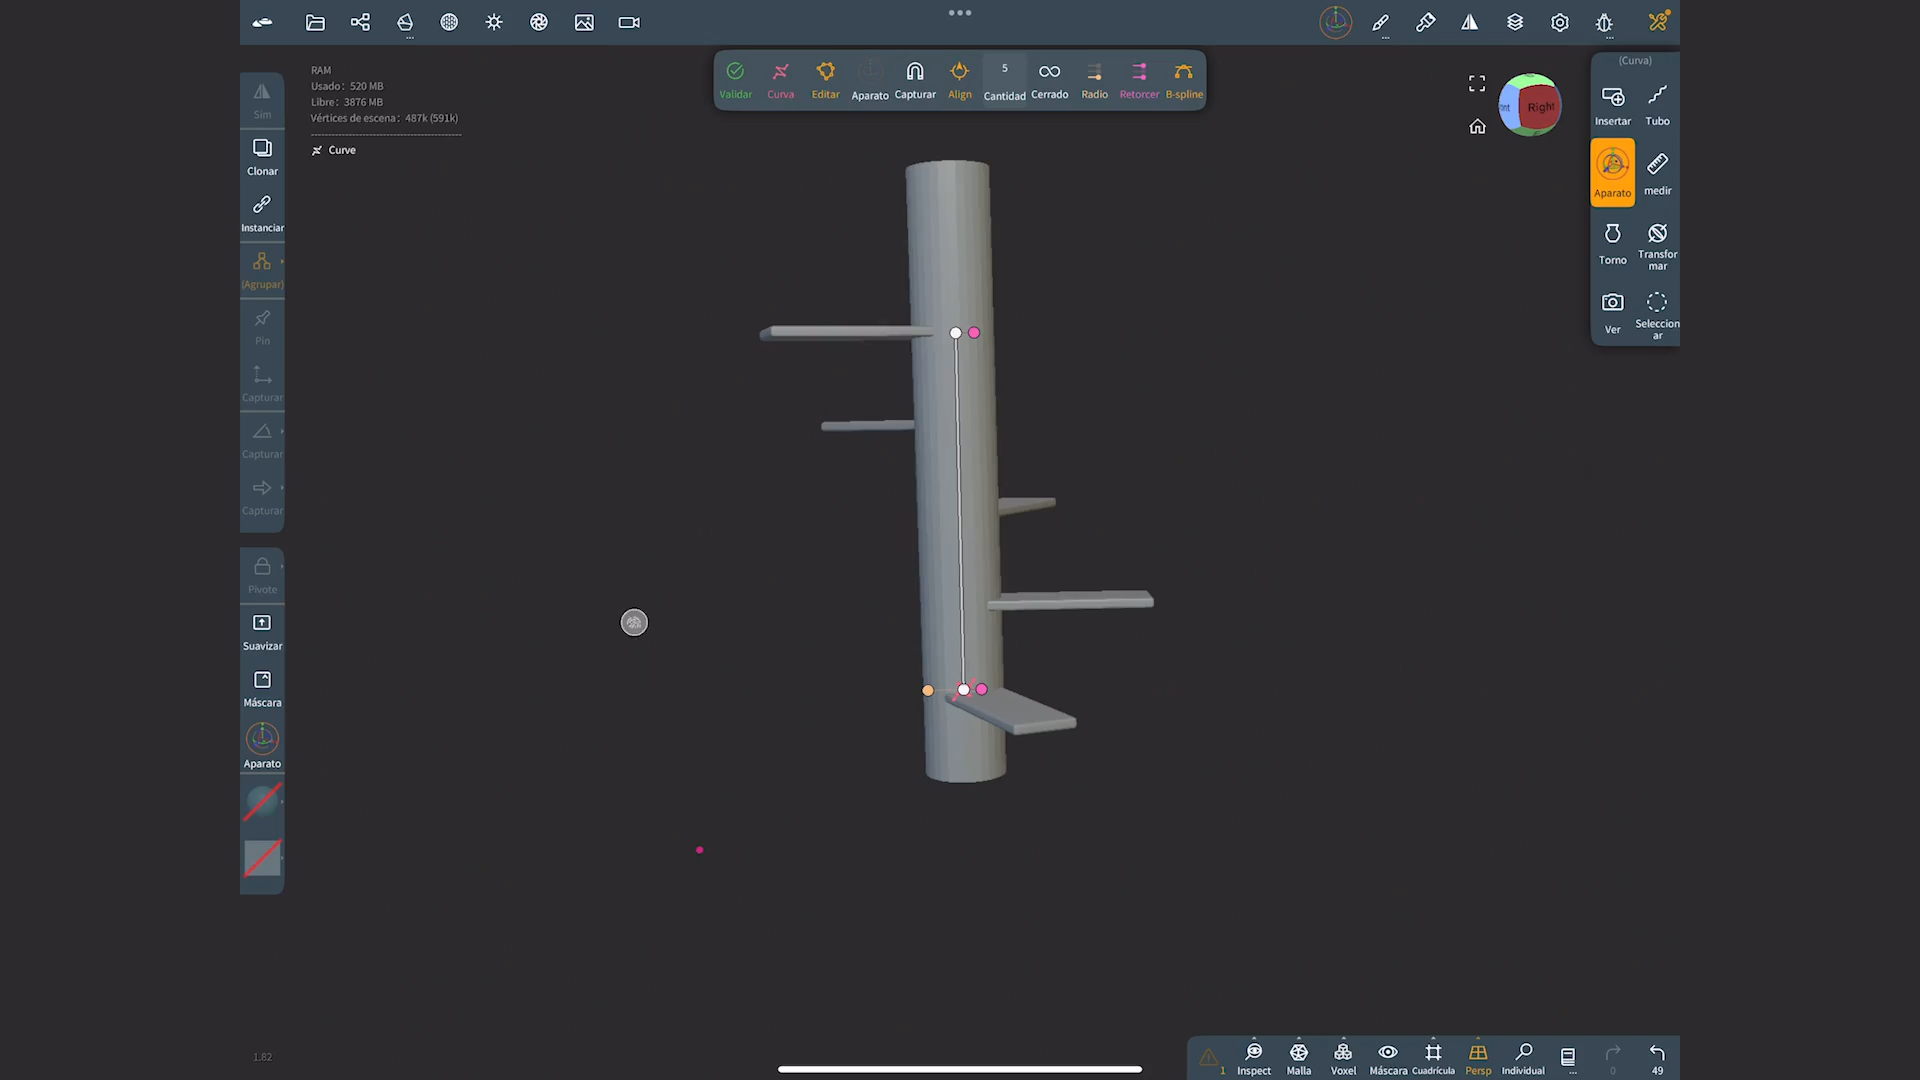 RAM
Usado: 520 MB
Libre: 3876 MB
Vértices de escena: 487k (591k)
Curve
Validar
Curva
Editar
Aparato
Capturar
Align
5
Cantidad
Cerrado
Radio
Retorcer
B-spline
Right
(Curva)
Insertar
Tubo
Aparato
medir
Torno
Transfor
mar
Ver
Seleccion
ar
Sim
Clonar
Instanciar
(Agrupar)
Pin
Capturar
Capturar
Capturar
Pivote
Suavizar
Máscara
Aparato
1.82
1
Inspect
Malla
Voxel
Máscara
Cuadrícula
Persp
Individual
...
0
49